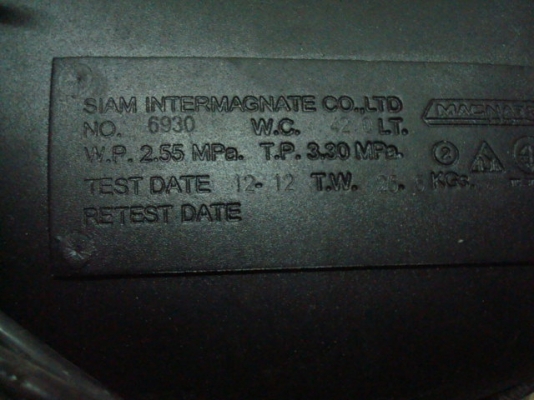 SIAM INTERMAGNATE CO.,LTD
NO. 6930 W.C. LT.
W.P. 2.55 MPa. T.P. 3.30 MPa.
TEST DATE 12-12 T.W. KGs.
RETEST DATE
MAGNAT